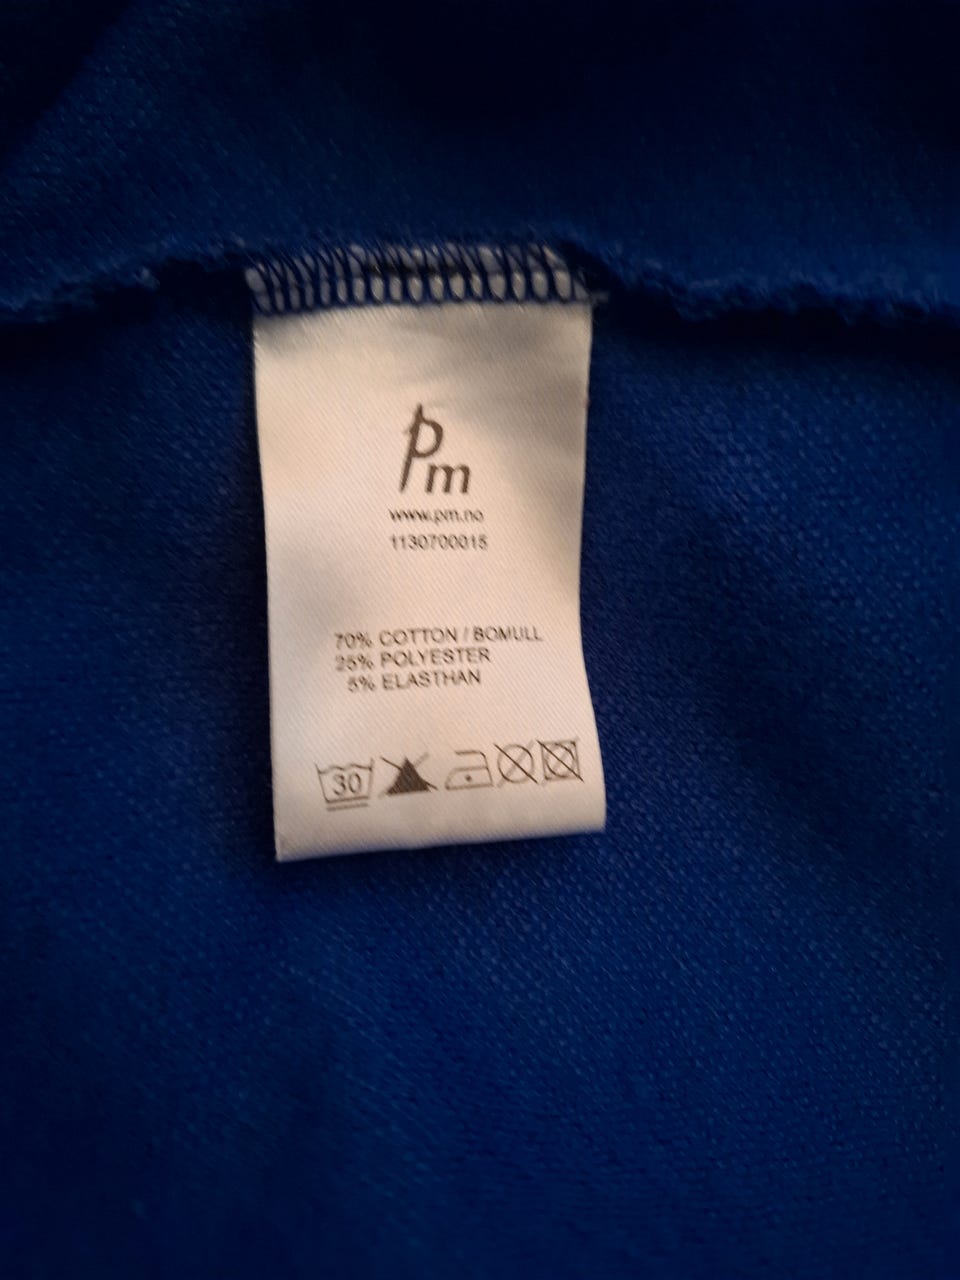 Pm
www.pm.no
1130700015
70% COTTON / BOMULL
25% POLYESTER
5% ELASTHAN
30